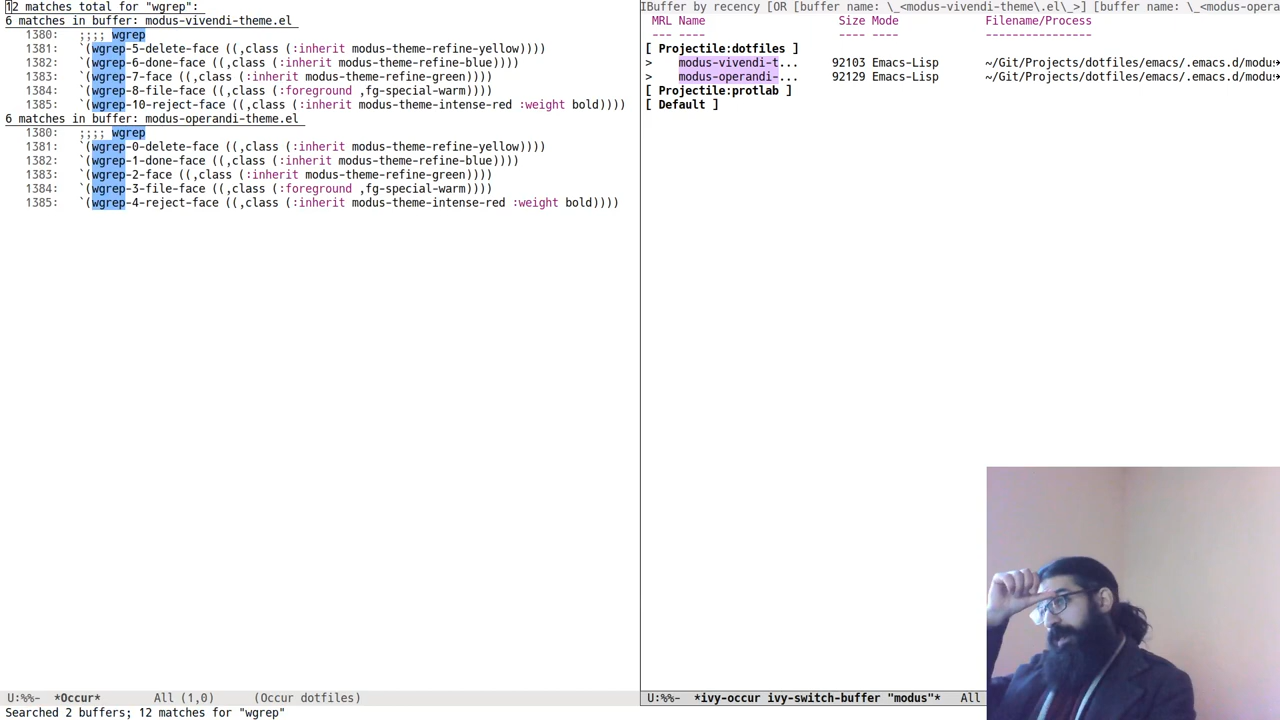 12 matches total for "wgrep":
6 matches in buffer: modus-vivendi-theme.el
1380: ;;;; wgrep
1381: `(wgrep-5-delete-face ((,class (:inherit modus-theme-refine-yellow))))
1382: `(wgrep-6-done-face ((,class (:inherit modus-theme-refine-blue))))
1383: `(wgrep-7-face ((,class (:inherit modus-theme-refine-green))))
1384: `(wgrep-8-file-face ((,class (:foreground ,fg-special-warm))))
1385: `(wgrep-10-reject-face ((,class (:inherit modus-theme-intense-red :weight bold))))
6 matches in buffer: modus-operandi-theme.el
1380: ;;;; wgrep
1381: `(wgrep-0-delete-face ((,class (:inherit modus-theme-refine-yellow))))
1382: `(wgrep-1-done-face ((,class (:inherit modus-theme-refine-blue))))
1383: `(wgrep-2-face ((,class (:inherit modus-theme-refine-green))))
1384: `(wgrep-3-file-face ((,class (:foreground ,fg-special-warm))))
1385: `(wgrep-4-reject-face ((,class (:inherit modus-theme-intense-red :weight bold))))
U:%%- *Occur* All (1,0) (Occur dotfiles)
Searched 2 buffers; 12 matches for "wgrep"
IBuffer by recency [OR [buffer name: \_<modus-vivendi-theme\.el\_>] [buffer name: \_<modus-opera
MRL Name Size Mode Filename/Process
--- ---- ---- ---- ----------------
[ Projectile:dotfiles ]
> modus-vivendi-t... 92103 Emacs-Lisp ~/Git/Projects/dotfiles/emacs/.emacs.d/modus
> modus-operandi-... 92129 Emacs-Lisp ~/Git/Projects/dotfiles/emacs/.emacs.d/modus
[ Projectile:protlab ]
[ Default ]
U:%%- *ivy-occur ivy-switch-buffer "modus"* All